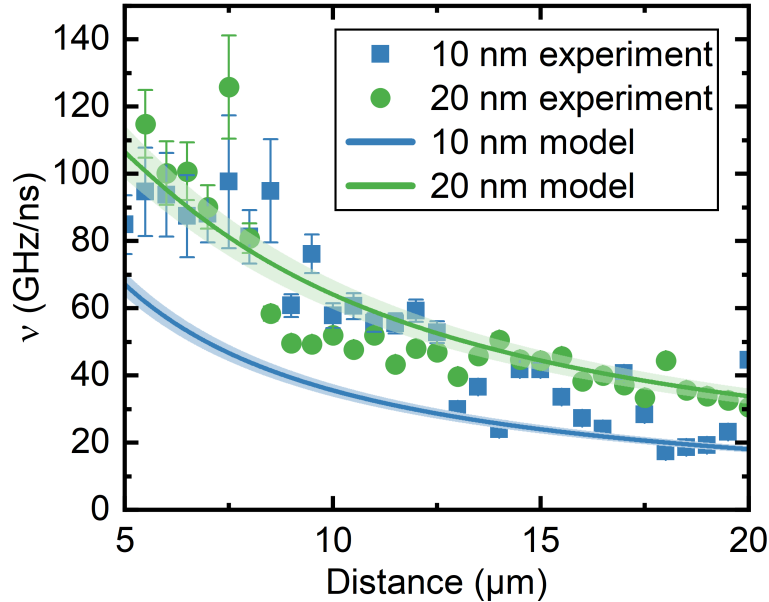 140
120
100
80
60
40
20
0
ν (GHz/ns)
10 nm experiment
20 nm experiment
10 nm model
20 nm model
5
10
15
20
Distance (μm)